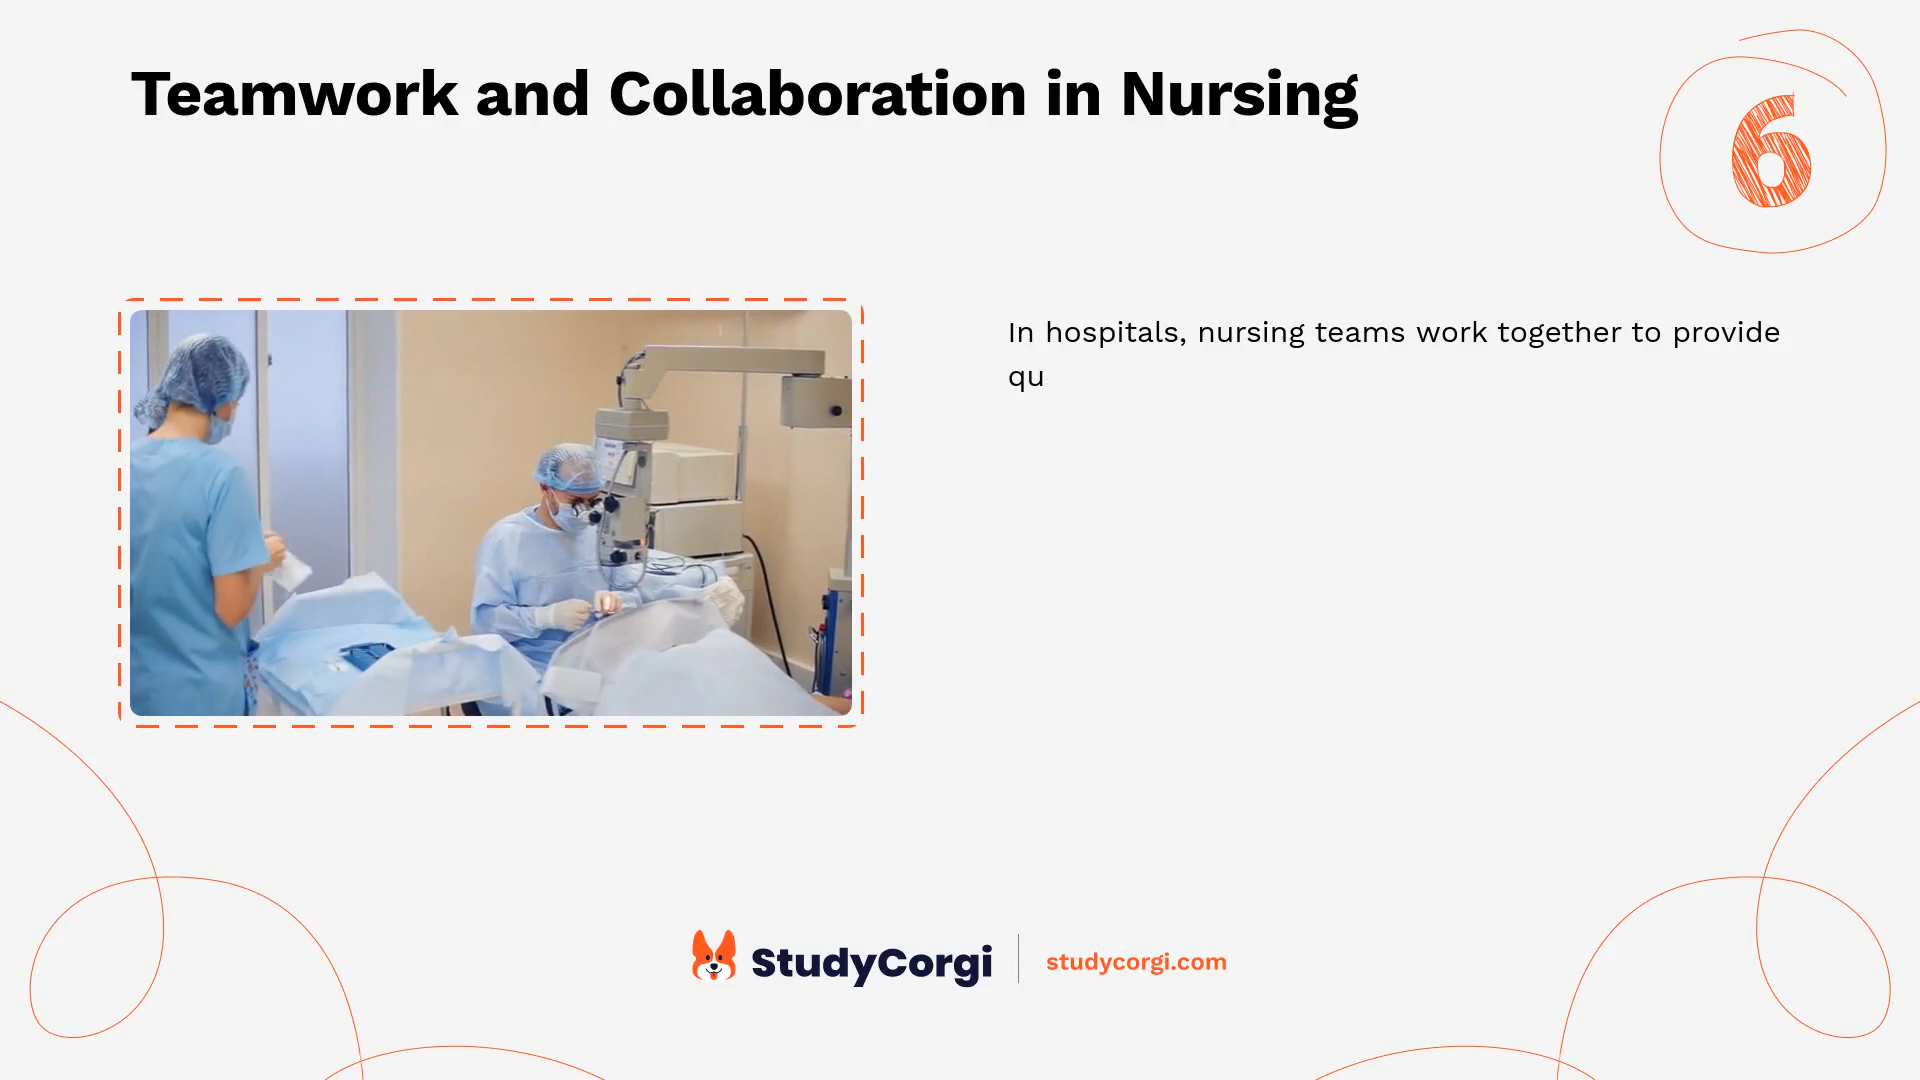 Teamwork and Collaboration in Nursing
6
In hospitals, nursing teams work together to provide
qu
StudyCorgi
studycorgi.com